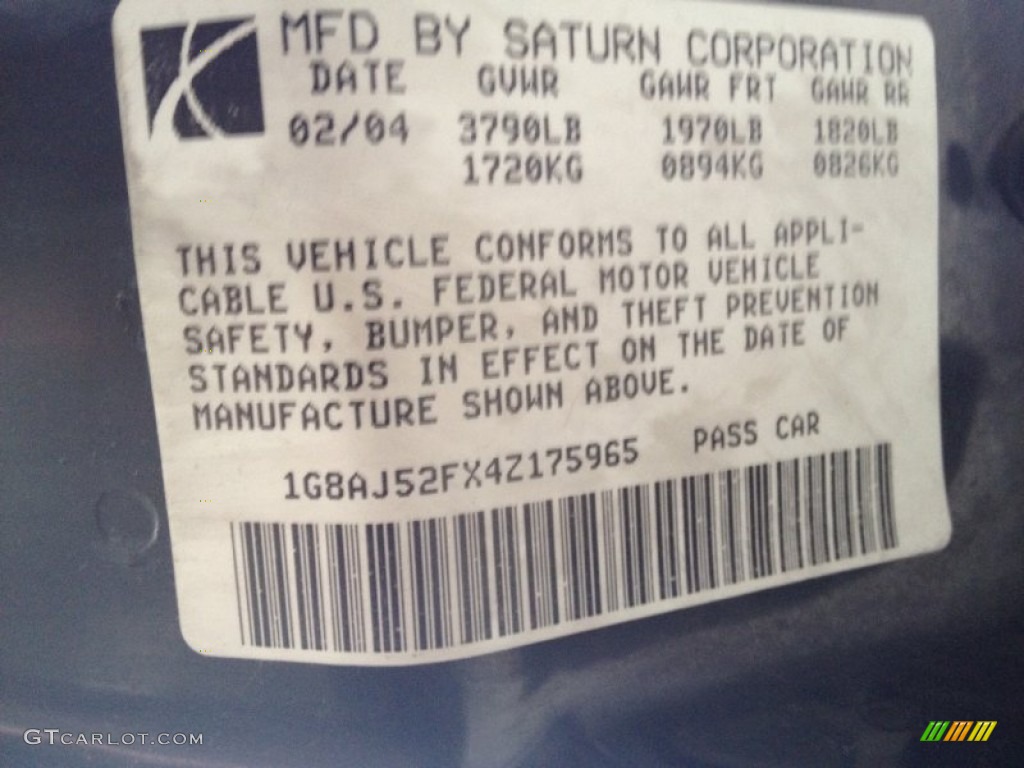 MFD BY SATURN CORPORATION
DATE GVWR GAWR FRT GAWR RR
02/04 3790LB 1970LB 1820LB
1720KG 0894KG 0826KG
THIS VEHICLE CONFORMS TO ALL APPLI-
CABLE U.S. FEDERAL MOTOR VEHICLE
SAFETY, BUMPER, AND THEFT PREVENTION
STANDARDS IN EFFECT ON THE DATE OF
MANUFACTURE SHOWN ABOVE.
1G8AJ52FX4Z175965 PASS CAR
GTCARLOT.COM